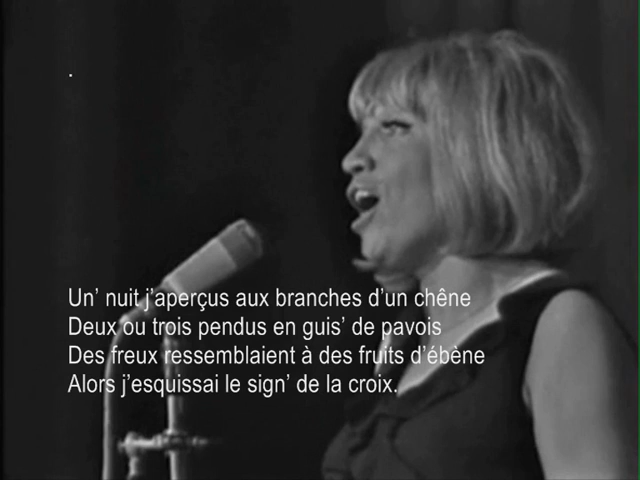 Un' nuit j'aperçus aux branches d'un chêne
Deux ou trois pendus en guis' de pavois
Des freux ressemblaient à des fruits d'ébène
Alors j'esquissai le sign' de la croix.